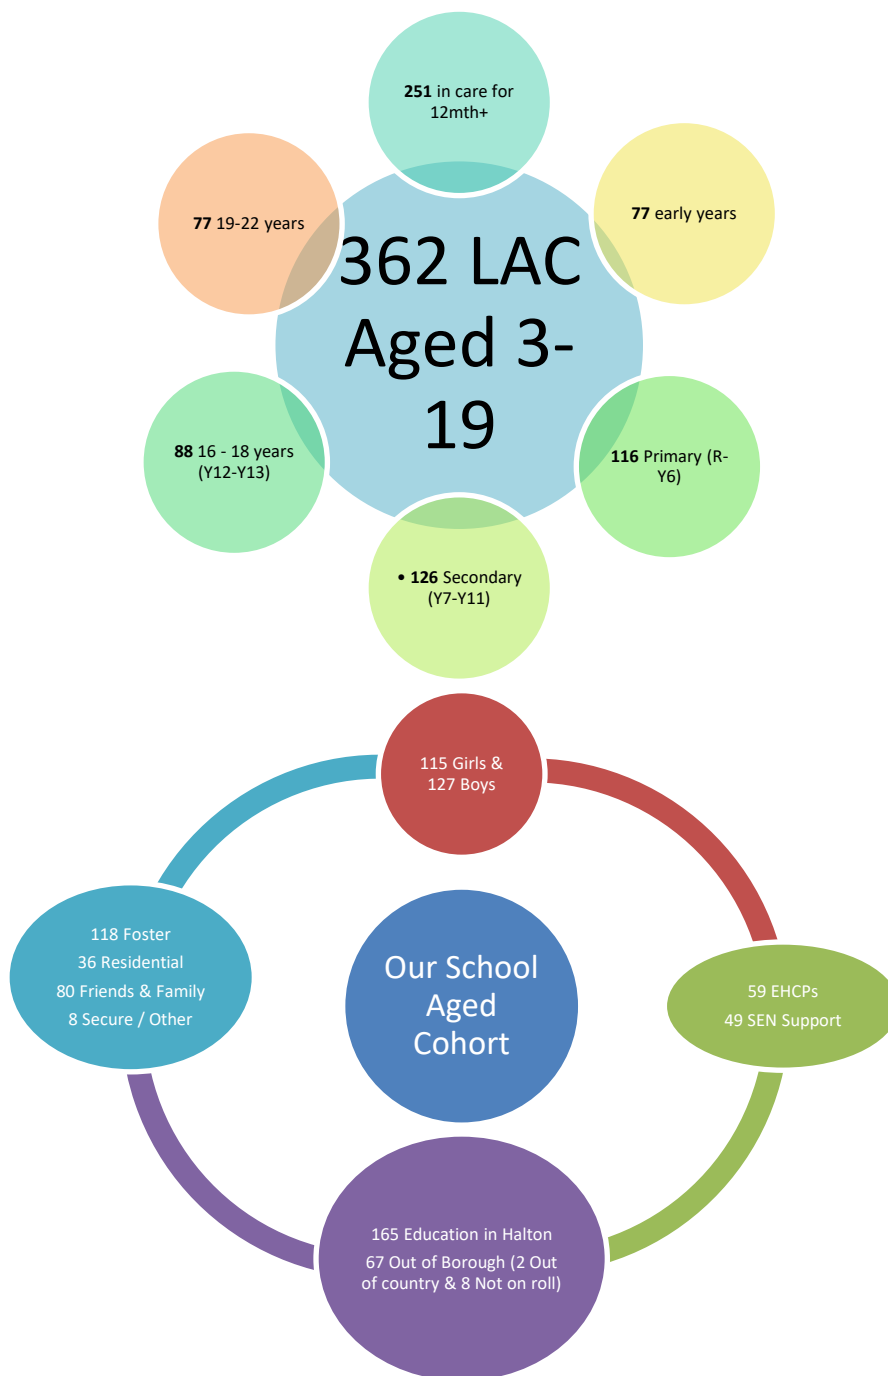 251 in care for
12mth+
77 19-22 years
77 early years
362 LAC
Aged 3-
19
88 16 - 18 years
(Y12-Y13)
116 Primary (R-
Y6)
• 126 Secondary
(Y7-Y11)
115 Girls &
127 Boys
118 Foster
36 Residential
80 Friends & Family
8 Secure / Other
Our School
Aged
Cohort
59 EHCPs
49 SEN Support
165 Education in Halton
67 Out of Borough (2 Out
of country & 8 Not on roll)